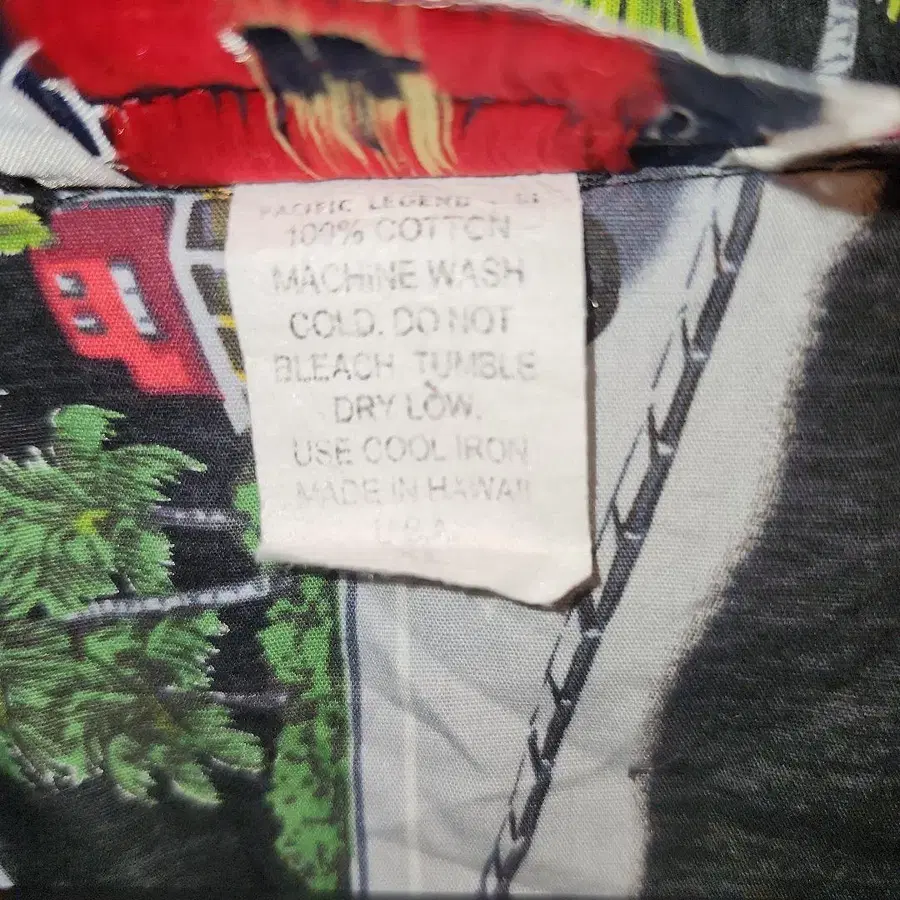 PACIFIC LEGEND
100% COTTON
MACHINE WASH
COLD. DO NOT
BLEACH. TUMBLE
DRY LOW.
USE COOL IRON
MADE IN HAWAII
U.S.A.